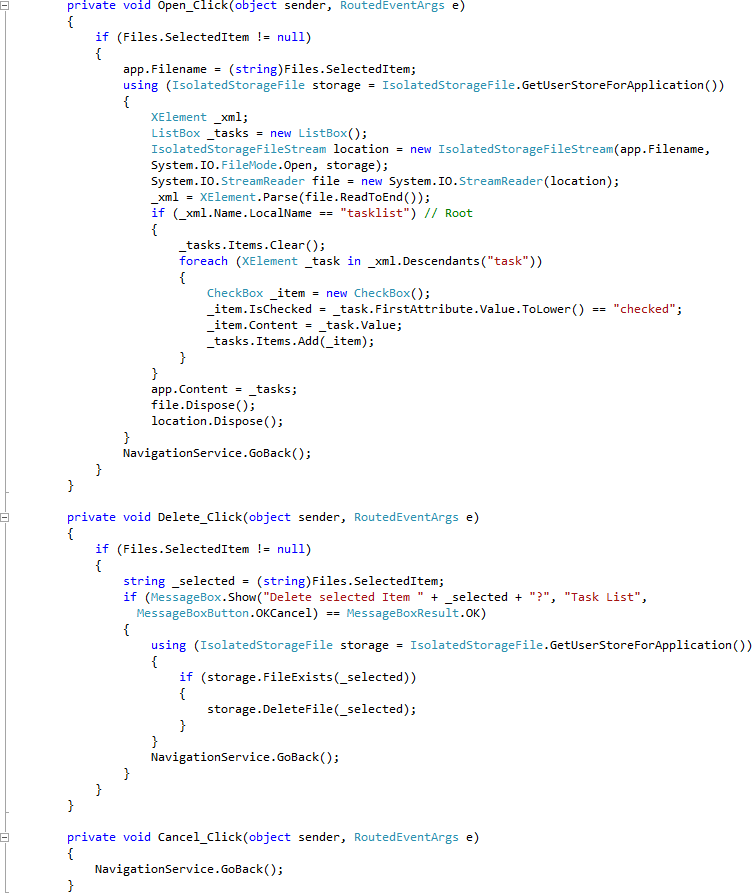 private void Open_Click(object sender, RoutedEventArgs e)
{
if (Files.SelectedItem != null)
{
app.Filename = (string)Files.SelectedItem;
using (IsolatedStorageFile storage = IsolatedStorageFile.GetUserStoreForApplication())
{
XElement _xml;
ListBox _tasks = new ListBox();
IsolatedStorageFileStream location = new IsolatedStorageFileStream(app.Filename,
System.IO.FileMode.Open, storage);
System.IO.StreamReader file = new System.IO.StreamReader(location);
_xml = XElement.Parse(file.ReadToEnd());
if (_xml.Name.LocalName == "tasklist") // Root
{
_tasks.Items.Clear();
foreach (XElement _task in _xml.Descendants("task"))
{
CheckBox _item = new CheckBox();
_item.IsChecked = _task.FirstAttribute.Value.ToLower() == "checked";
_item.Content = _task.Value;
_tasks.Items.Add(_item);
}
}
app.Content = _tasks;
file.Dispose();
location.Dispose();
}
NavigationService.GoBack();
}
}
private void Delete_Click(object sender, RoutedEventArgs e)
{
if (Files.SelectedItem != null)
{
string _selected = (string)Files.SelectedItem;
if (MessageBox.Show("Delete selected Item " + _selected + "?", "Task List",
MessageBoxButton.OKCancel) == MessageBoxResult.OK)
{
using (IsolatedStorageFile storage = IsolatedStorageFile.GetUserStoreForApplication())
{
if (storage.FileExists(_selected))
{
storage.DeleteFile(_selected);
}
}
NavigationService.GoBack();
}
}
}
private void Cancel_Click(object sender, RoutedEventArgs e)
{
NavigationService.GoBack();
}